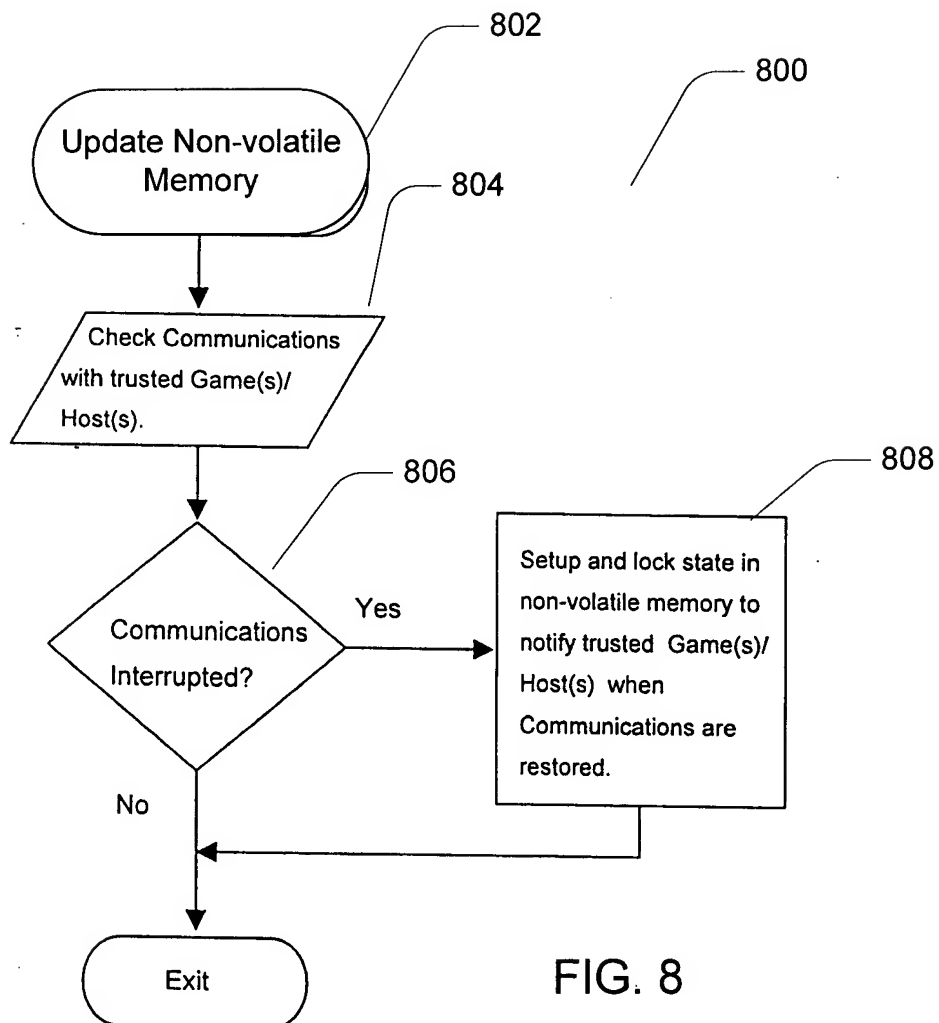 802
800
Update Non-volatile
Memory
804
Check Communications
with trusted Game(s)/
Host(s).
806
808
Communications
Interrupted?
Yes
Setup and lock state in
non-volatile memory to
notify trusted Game(s)/
Host(s) when
Communications are
restored.
No
Exit
FIG. 8